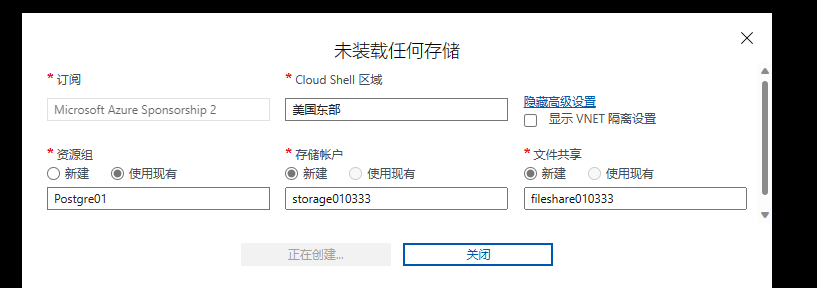 未装载任何存储
* 订阅
* Cloud Shell 区域
Microsoft Azure Sponsorship 2
美国东部
隐藏高级设置
显示 VNET 隔离设置
* 资源组
* 存储帐户
* 文件共享
新建 使用现有
新建 使用现有
新建 使用现有
Postgre01
storage010333
fileshare010333
正在创建...
关闭